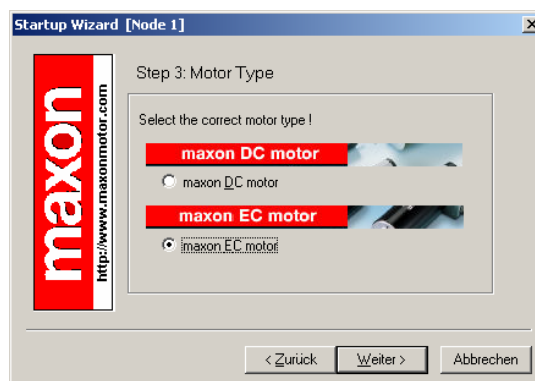 Startup Wizard [Node 1]
maxon
http://www.maxonmotor.com
Step 3: Motor Type
Select the correct motor type !
maxon DC motor
maxon DC motor
maxon EC motor
maxon EC motor
< Zurück
Weiter >
Abbrechen